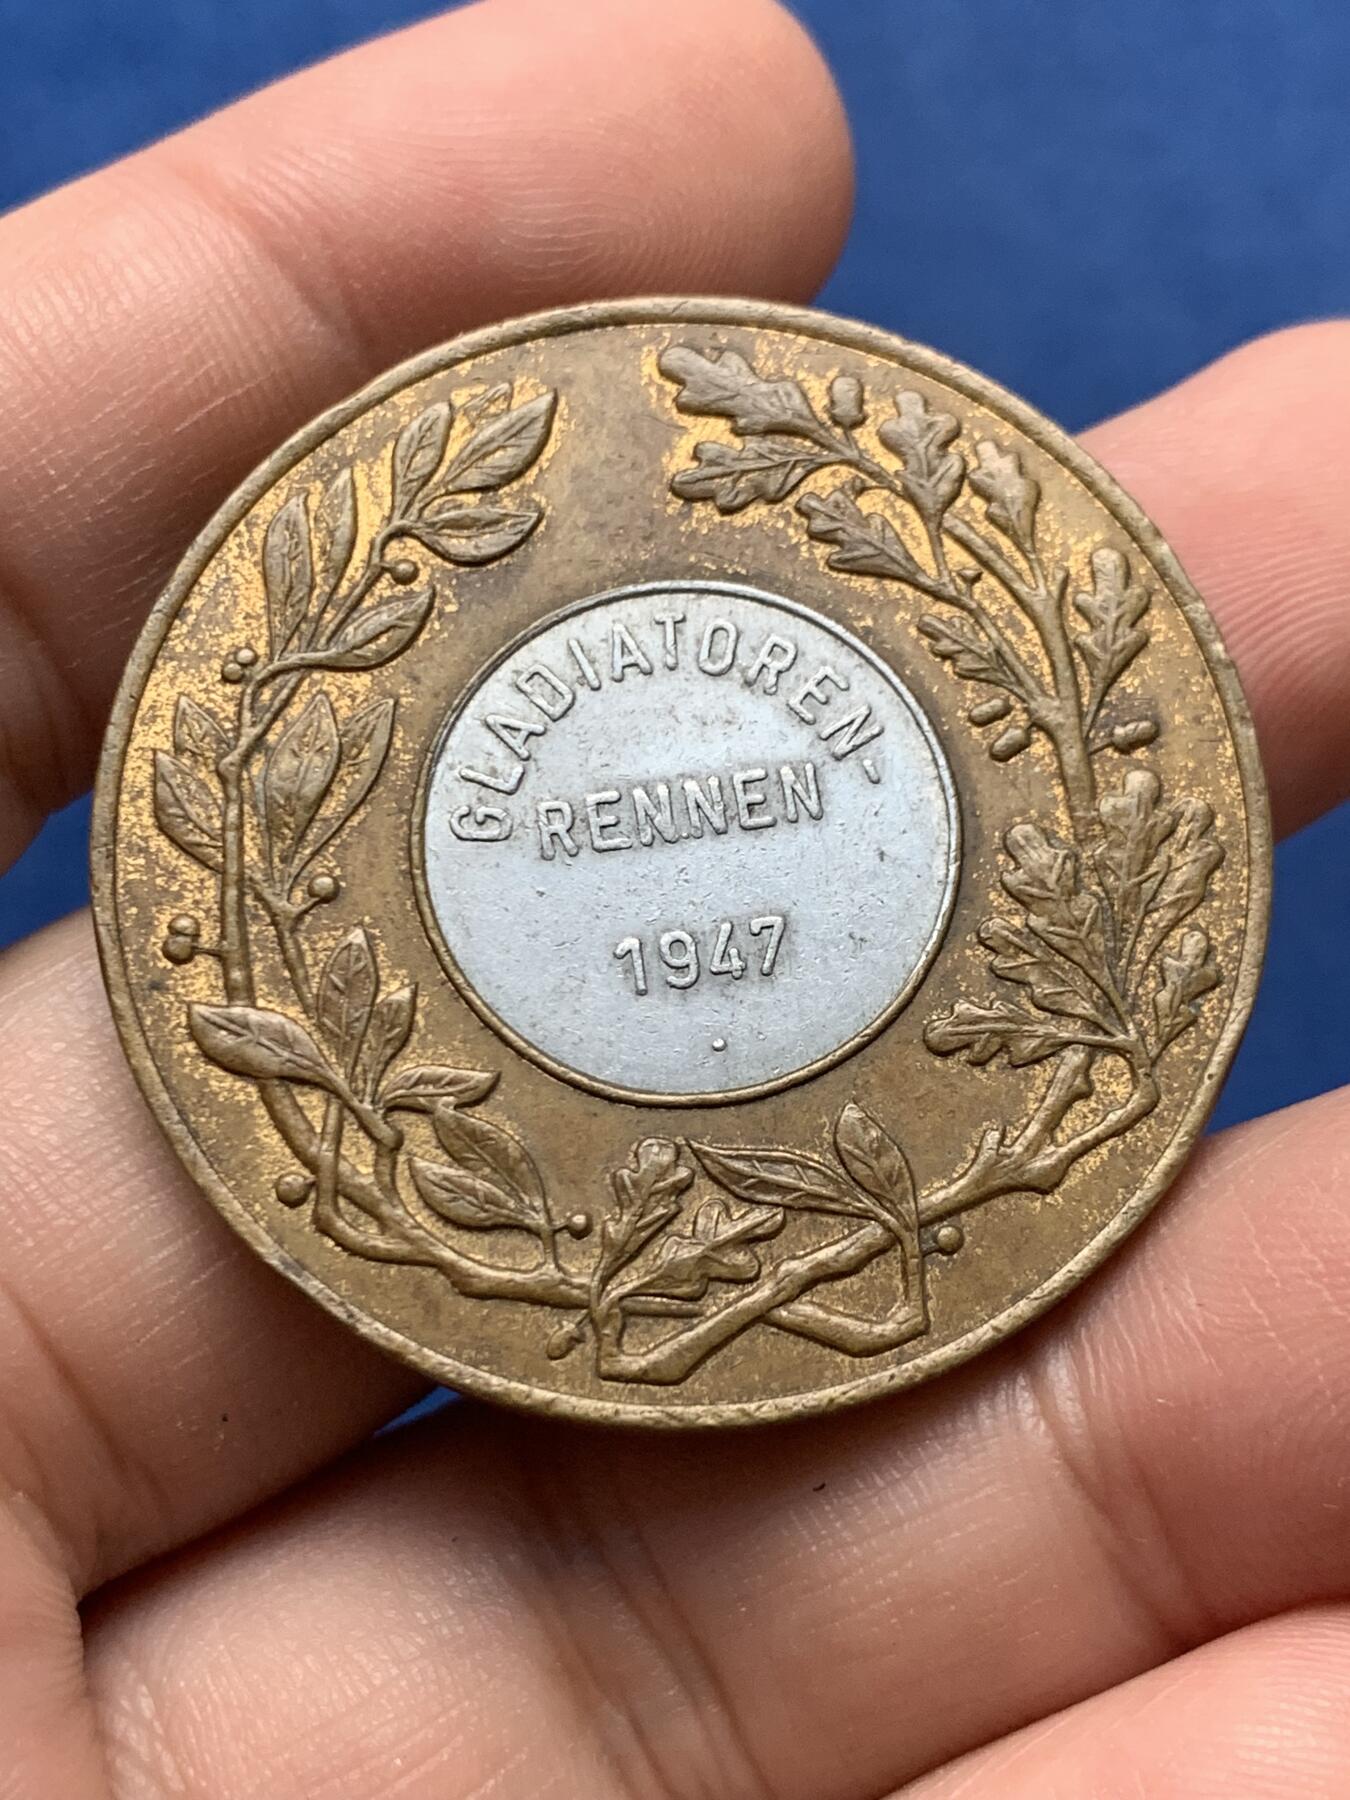 GLADIATOREN-
RENNEN
1947